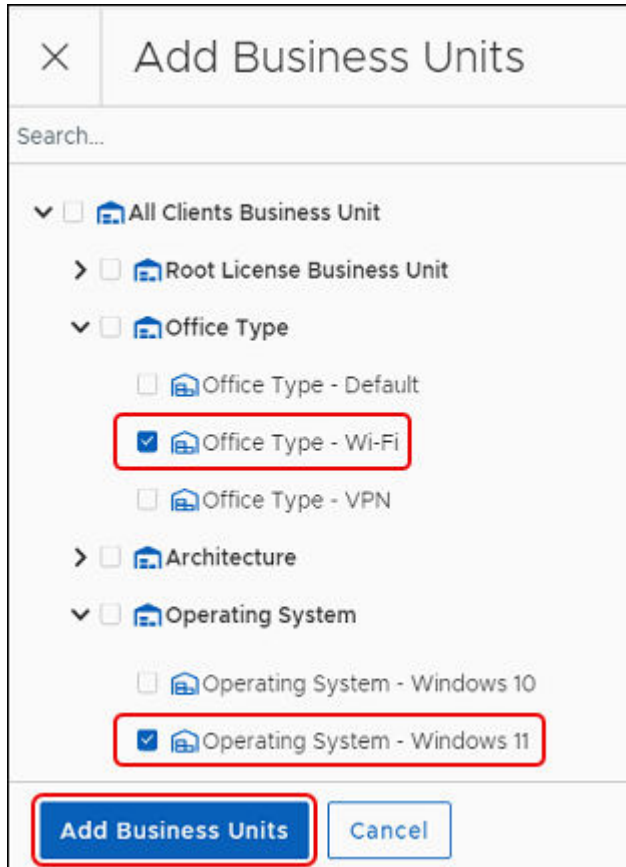 Add Business Units
Search...
All Clients Business Unit
Root License Business Unit
Office Type
Office Type - Default
Office Type - Wi-Fi
Office Type - VPN
Architecture
Operating System
Operating System - Windows 10
Operating System - Windows 11
Add Business Units
Cancel